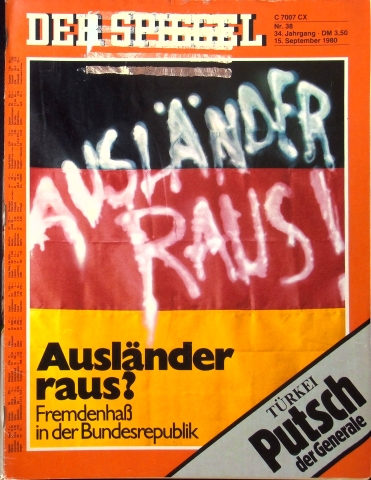 DER SPIEGEL
C 7007 CX
Nr. 38
34. Jahrgang · DM 3,50
15. September 1980
AUSLÄNDER
RAUS!
Ausländer
raus?
Fremdenhaß
in der Bundesrepublik
TÜRKEI
Putsch
der Generale